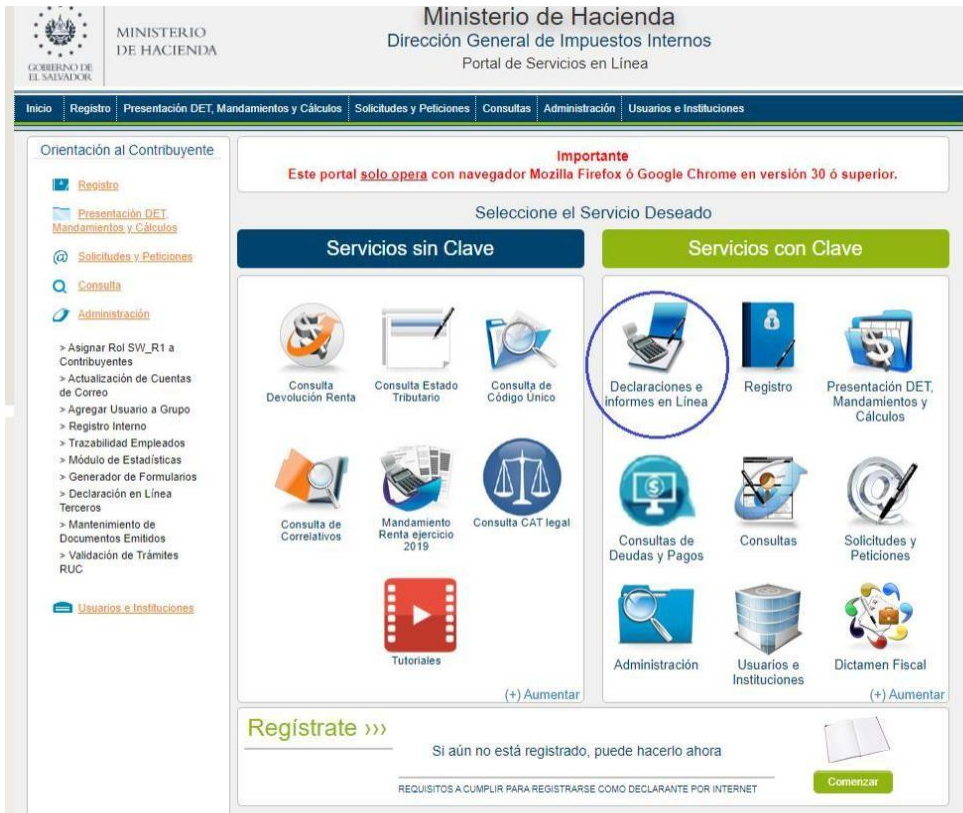 GOBIERNO DE
EL SALVADOR
MINISTERIO
DE HACIENDA
Ministerio de Hacienda
Dirección General de Impuestos Internos
Portal de Servicios en Línea
Inicio Registro Presentación DET, Mandamientos y Cálculos Solicitudes y Peticiones Consultas Administración Usuarios e Instituciones
Orientación al Contribuyente
Registro
Presentación DET,
Mandamientos y Cálculos
Solicitudes y Peticiones
Consulta
Administración
> Asignar Rol SW_R1 a
Contribuyentes
> Actualización de Cuentas
de Correo
> Agregar Usuario a Grupo
> Registro Interno
> Trazabilidad Empleados
> Módulo de Estadísticas
> Generador de Formularios
> Declaración en Línea
Terceros
> Mantenimiento de
Documentos Emitidos
> Validación de Trámites
RUC
Usuarios e Instituciones
Importante
Este portal solo opera con navegador Mozilla Firefox ó Google Chrome en versión 30 ó superior.
Seleccione el Servicio Deseado
Servicios sin Clave
Consulta
Devolución Renta
Consulta Estado
Tributario
Consulta de
Código Único
Consulta de
Correlativos
Mandamiento
Renta ejercicio
2019
Consulta CAT legal
Tutoriales
(+) Aumentar
Servicios con Clave
Declaraciones e
informes en Línea
Registro
Presentación DET,
Mandamientos y
Cálculos
Consultas de
Deudas y Pagos
Consultas
Solicitudes y
Peticiones
Administración
Usuarios e
Instituciones
Dictamen Fiscal
(+) Aumentar
Regístrate ›››
Si aún no está registrado, puede hacerlo ahora
REQUISITOS A CUMPLIR PARA REGISTRARSE COMO DECLARANTE POR INTERNET
Comenzar